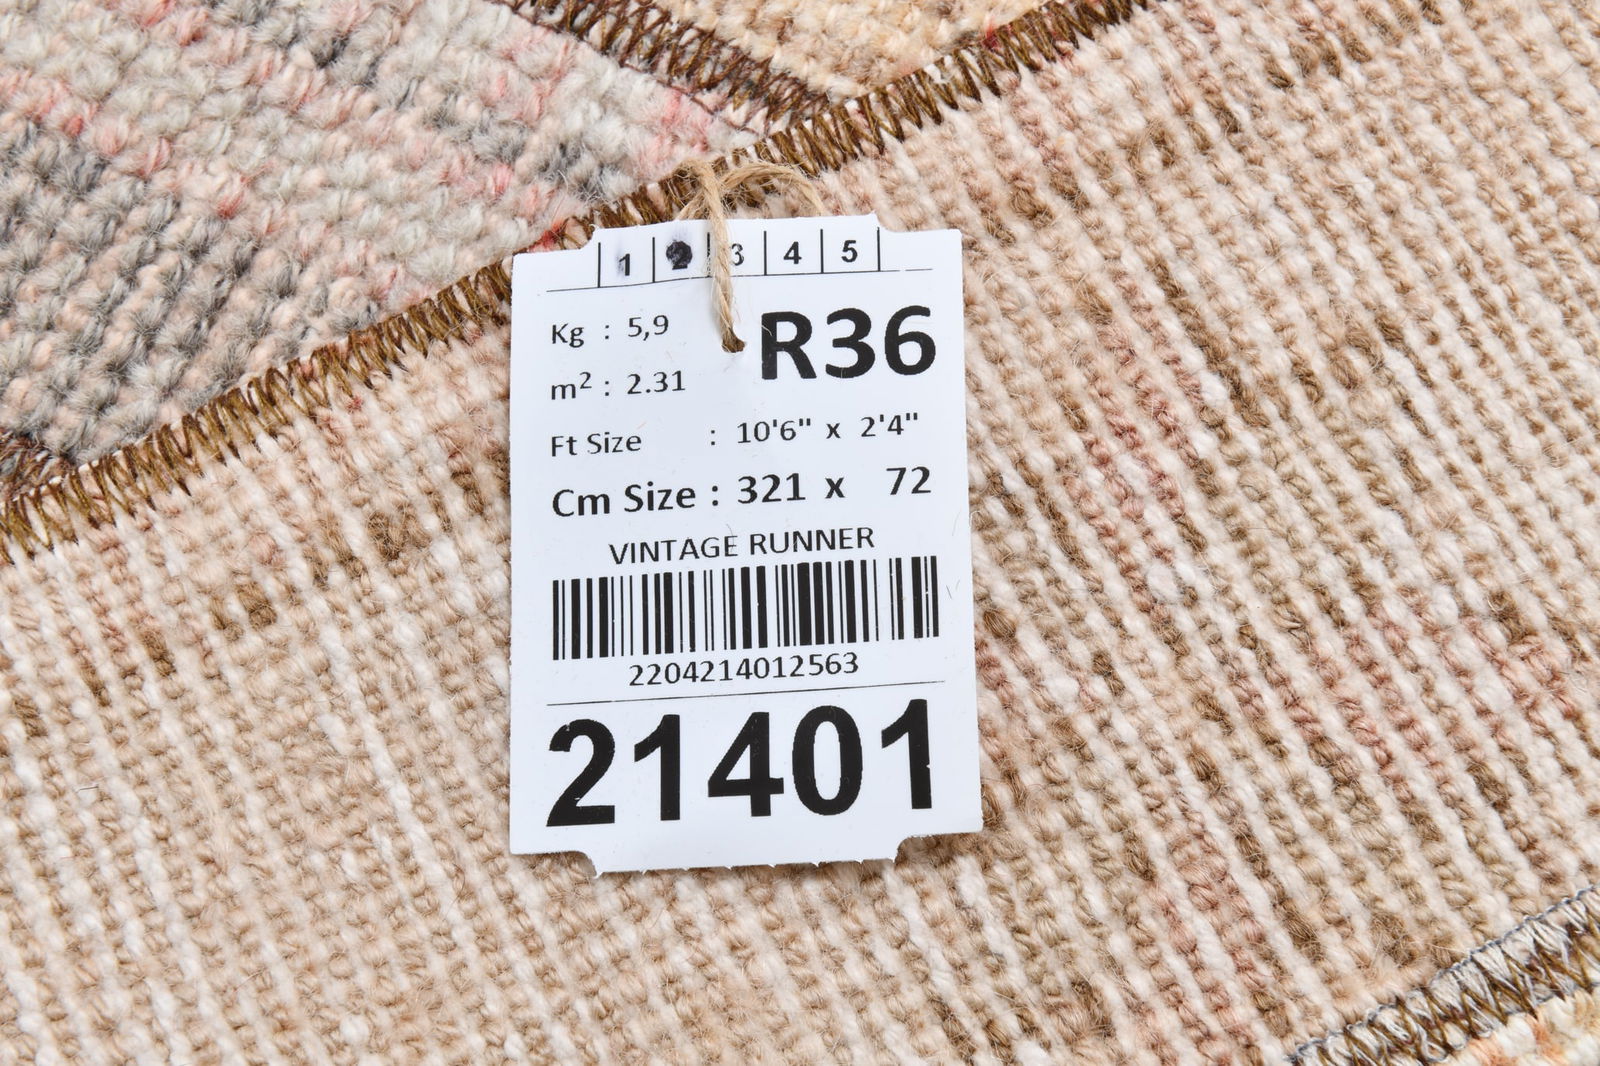 1 2 3 4 5
Kg : 5,9
R36
m² : 2.31
Ft Size : 10'6" x 2'4"
Cm Size : 321 x 72
VINTAGE RUNNER
2204214012563
21401